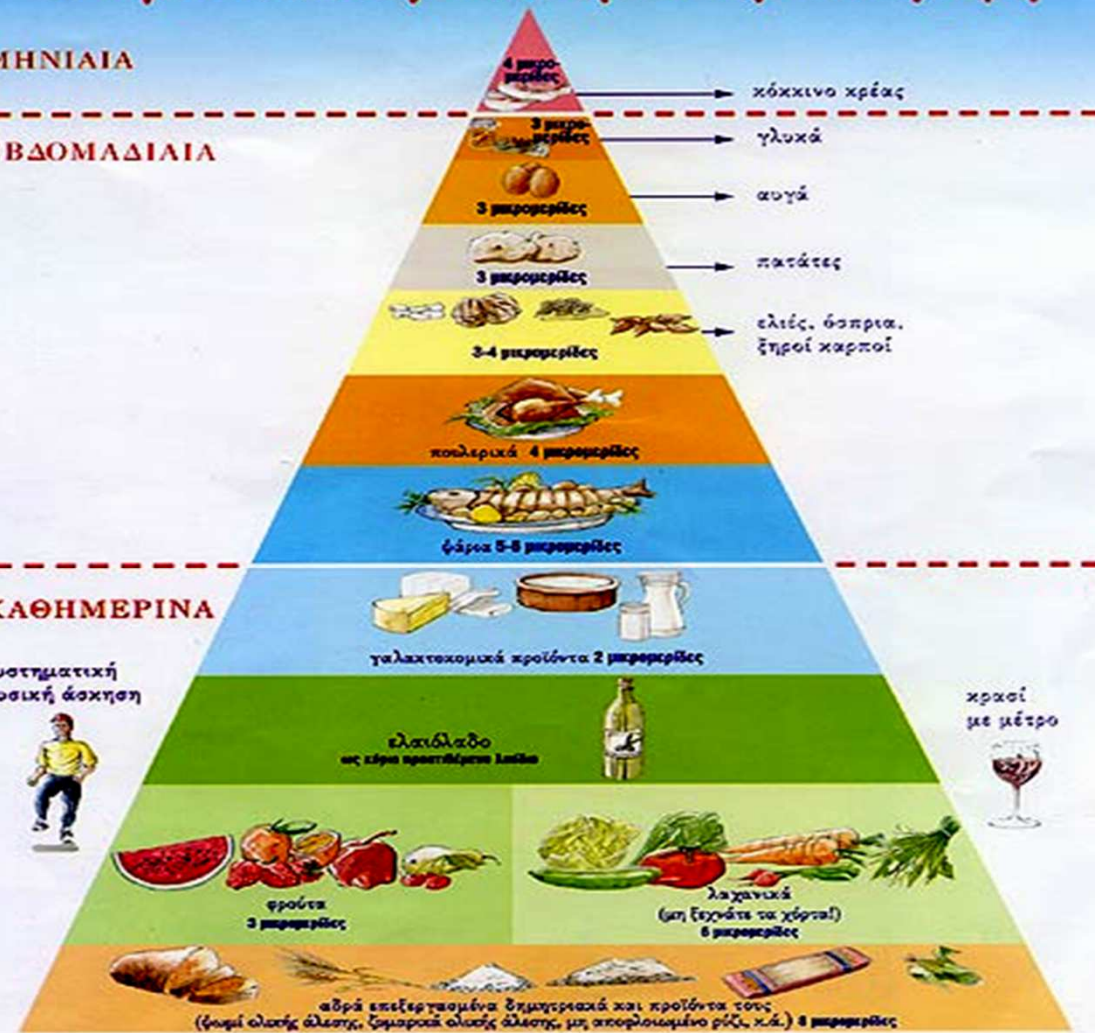 ΜΗΝΙΑΙΑ
4 μικρο-
μερίδες
κόκκινο κρέας
ΒΔΟΜΑΔΙΑΙΑ
3 μικρο-
μερίδες
γλυκά
αυγά
3 μικρομερίδες
πατάτες
3 μικρομερίδες
ελιές, όσπρια,
ξηροί καρποί
3-4 μικρομερίδες
πουλερικά 4 μικρομερίδες
ψάρια 5-6 μικρομερίδες
ΚΑΘΗΜΕΡΙΝΑ
γαλακτοκομικά προϊόντα 2 μικρομερίδες
υστηματική
υσική άσκηση
κρασί
με μέτρο
ελαιόλαδο
ως κύριο προστιθέμενο λιπίδιο
φρούτα
3 μικρομερίδες
λαχανικά
(μη ξεχνάτε τα χόρτα!)
6 μικρομερίδες
αδρά επεξεργασμένα δημητριακά και προϊόντα τους
(ψωμί ολικής άλεσης, ζυμαρικά ολικής άλεσης, μη αποφλοιωμένο ρύζι, κ.ά.) 8 μικρομερίδες